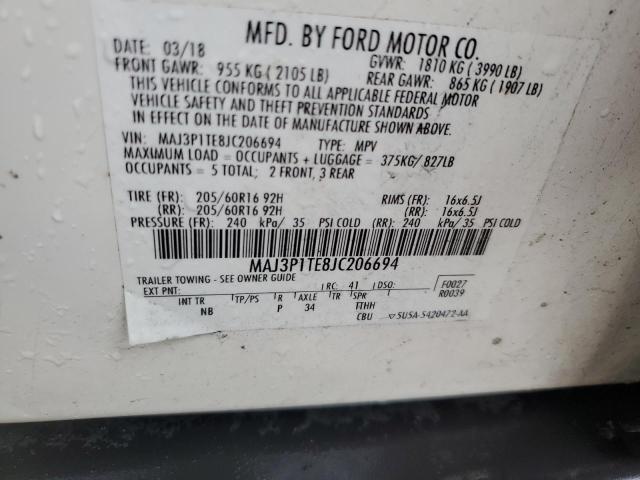 MFD. BY FORD MOTOR CO.
DATE: 03/18 GVWR: 1810 KG ( 3990 LB)
FRONT GAWR: 955 KG ( 2105 LB) REAR GAWR: 865 KG ( 1907 LB)
THIS VEHICLE CONFORMS TO ALL APPLICABLE FEDERAL MOTOR
VEHICLE SAFETY AND THEFT PREVENTION STANDARDS
IN EFFECT ON THE DATE OF MANUFACTURE SHOWN ABOVE.
VIN: MAJ3P1TE8JC206694 TYPE: MPV
MAXIMUM LOAD = OCCUPANTS + LUGGAGE = 375KG/ 827LB
OCCUPANTS = 5 TOTAL; 2 FRONT, 3 REAR
TIRE (FR): 205/60R16 92H RIMS (FR): 16x6.5J
(RR): 205/60R16 92H (RR): 16x6.5J
PRESSURE (FR): 240 kPa/ 35 PSI COLD (RR): 240 kPa/ 35 PSI COLD
MAJ3P1TE8JC206694
TRAILER TOWING - SEE OWNER GUIDE
EXT PNT: RC: 41 DSO: F0027
R0039
INT TR TP/PS R AXLE TR SPR
NB P 34 TTHH
CBU 5U5A-5420472-AA